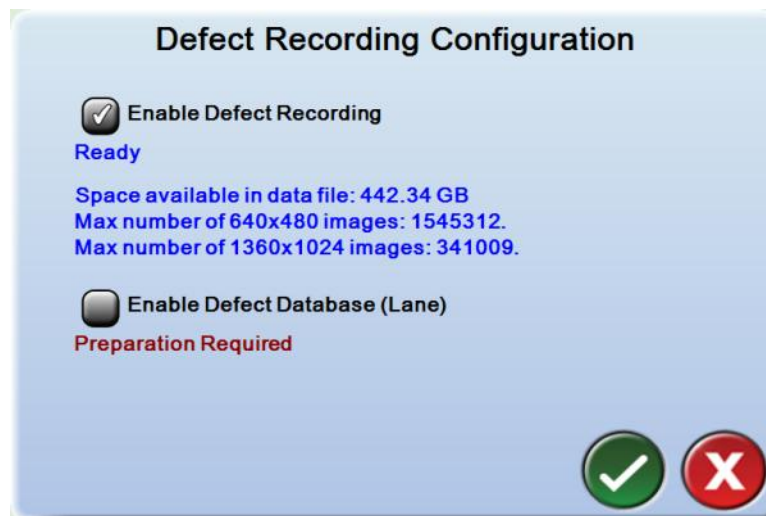 Defect Recording Configuration
Enable Defect Recording
Ready
Space available in data file: 442.34 GB
Max number of 640x480 images: 1545312.
Max number of 1360x1024 images: 341009.
Enable Defect Database (Lane)
Preparation Required